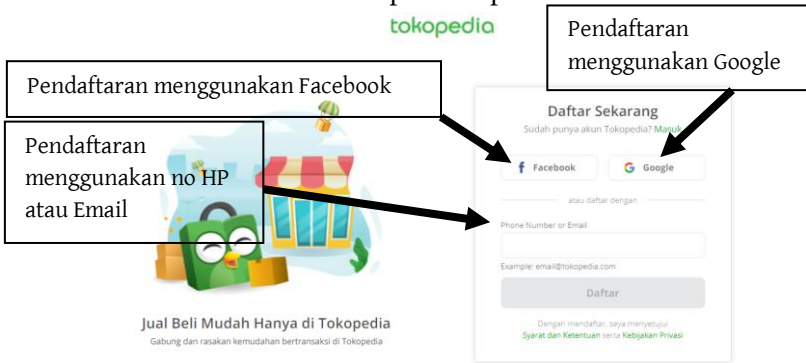 tokopedia
Pendaftaran
menggunakan Google
Pendaftaran menggunakan Facebook
Pendaftaran
menggunakan no HP
atau Email
Daftar Sekarang
Sudah punya akun Tokopedia? Masuk
Facebook
Google
atau daftar dengan
Phone Number or Email
Example: email@tokopedia.com
Daftar
Dengan mendaftar, saya menyetujui
Syarat dan Ketentuan serta Kebijakan Privasi
Jual Beli Mudah Hanya di Tokopedia
Gabung dan rasakan kemudahan bertransaksi di Tokopedia